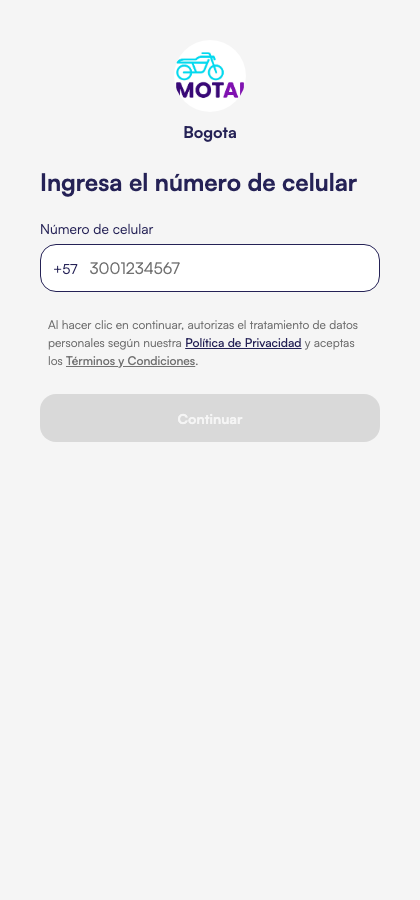 MOTAI
Bogota
Ingresa el número de celular
Número de celular
+57 3001234567
Al hacer clic en continuar, autorizas el tratamiento de datos
personales según nuestra Política de Privacidad y aceptas
los Términos y Condiciones.
Continuar